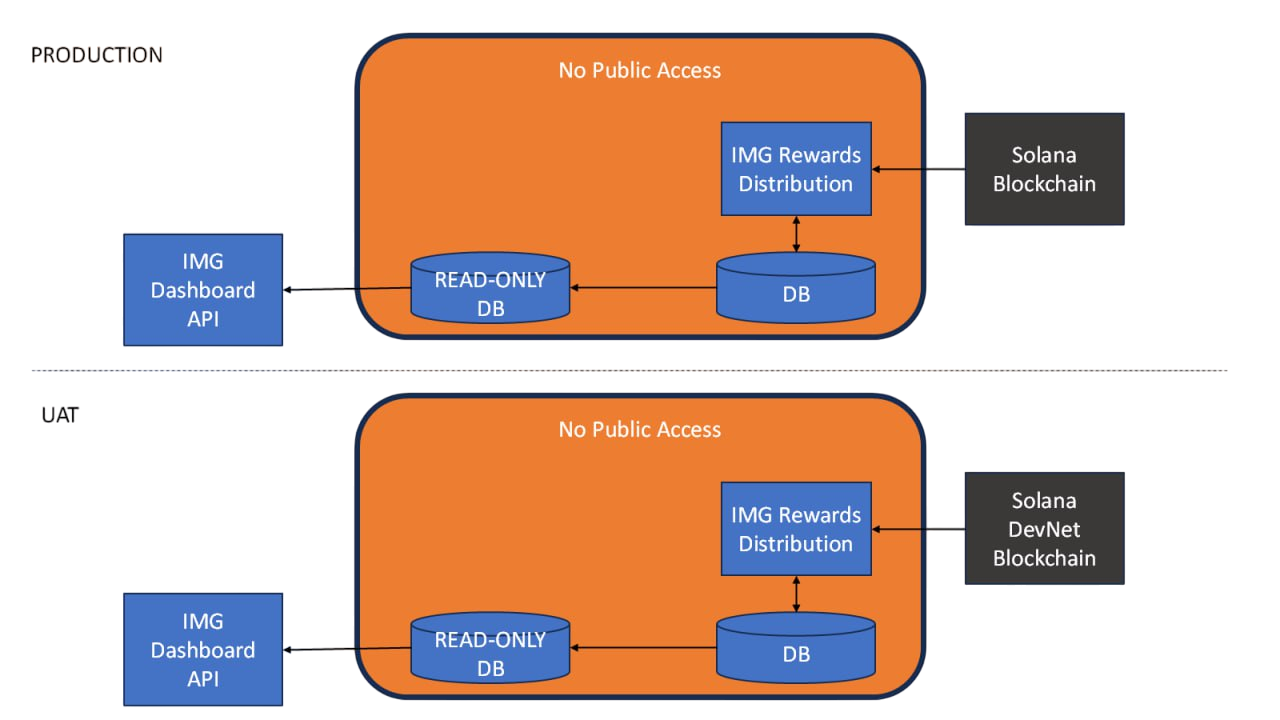 PRODUCTION
No Public Access
IMG Rewards
Distribution
Solana
Blockchain
IMG
Dashboard
API
READ-ONLY
DB
DB
UAT
No Public Access
IMG Rewards
Distribution
Solana
DevNet
Blockchain
IMG
Dashboard
API
READ-ONLY
DB
DB